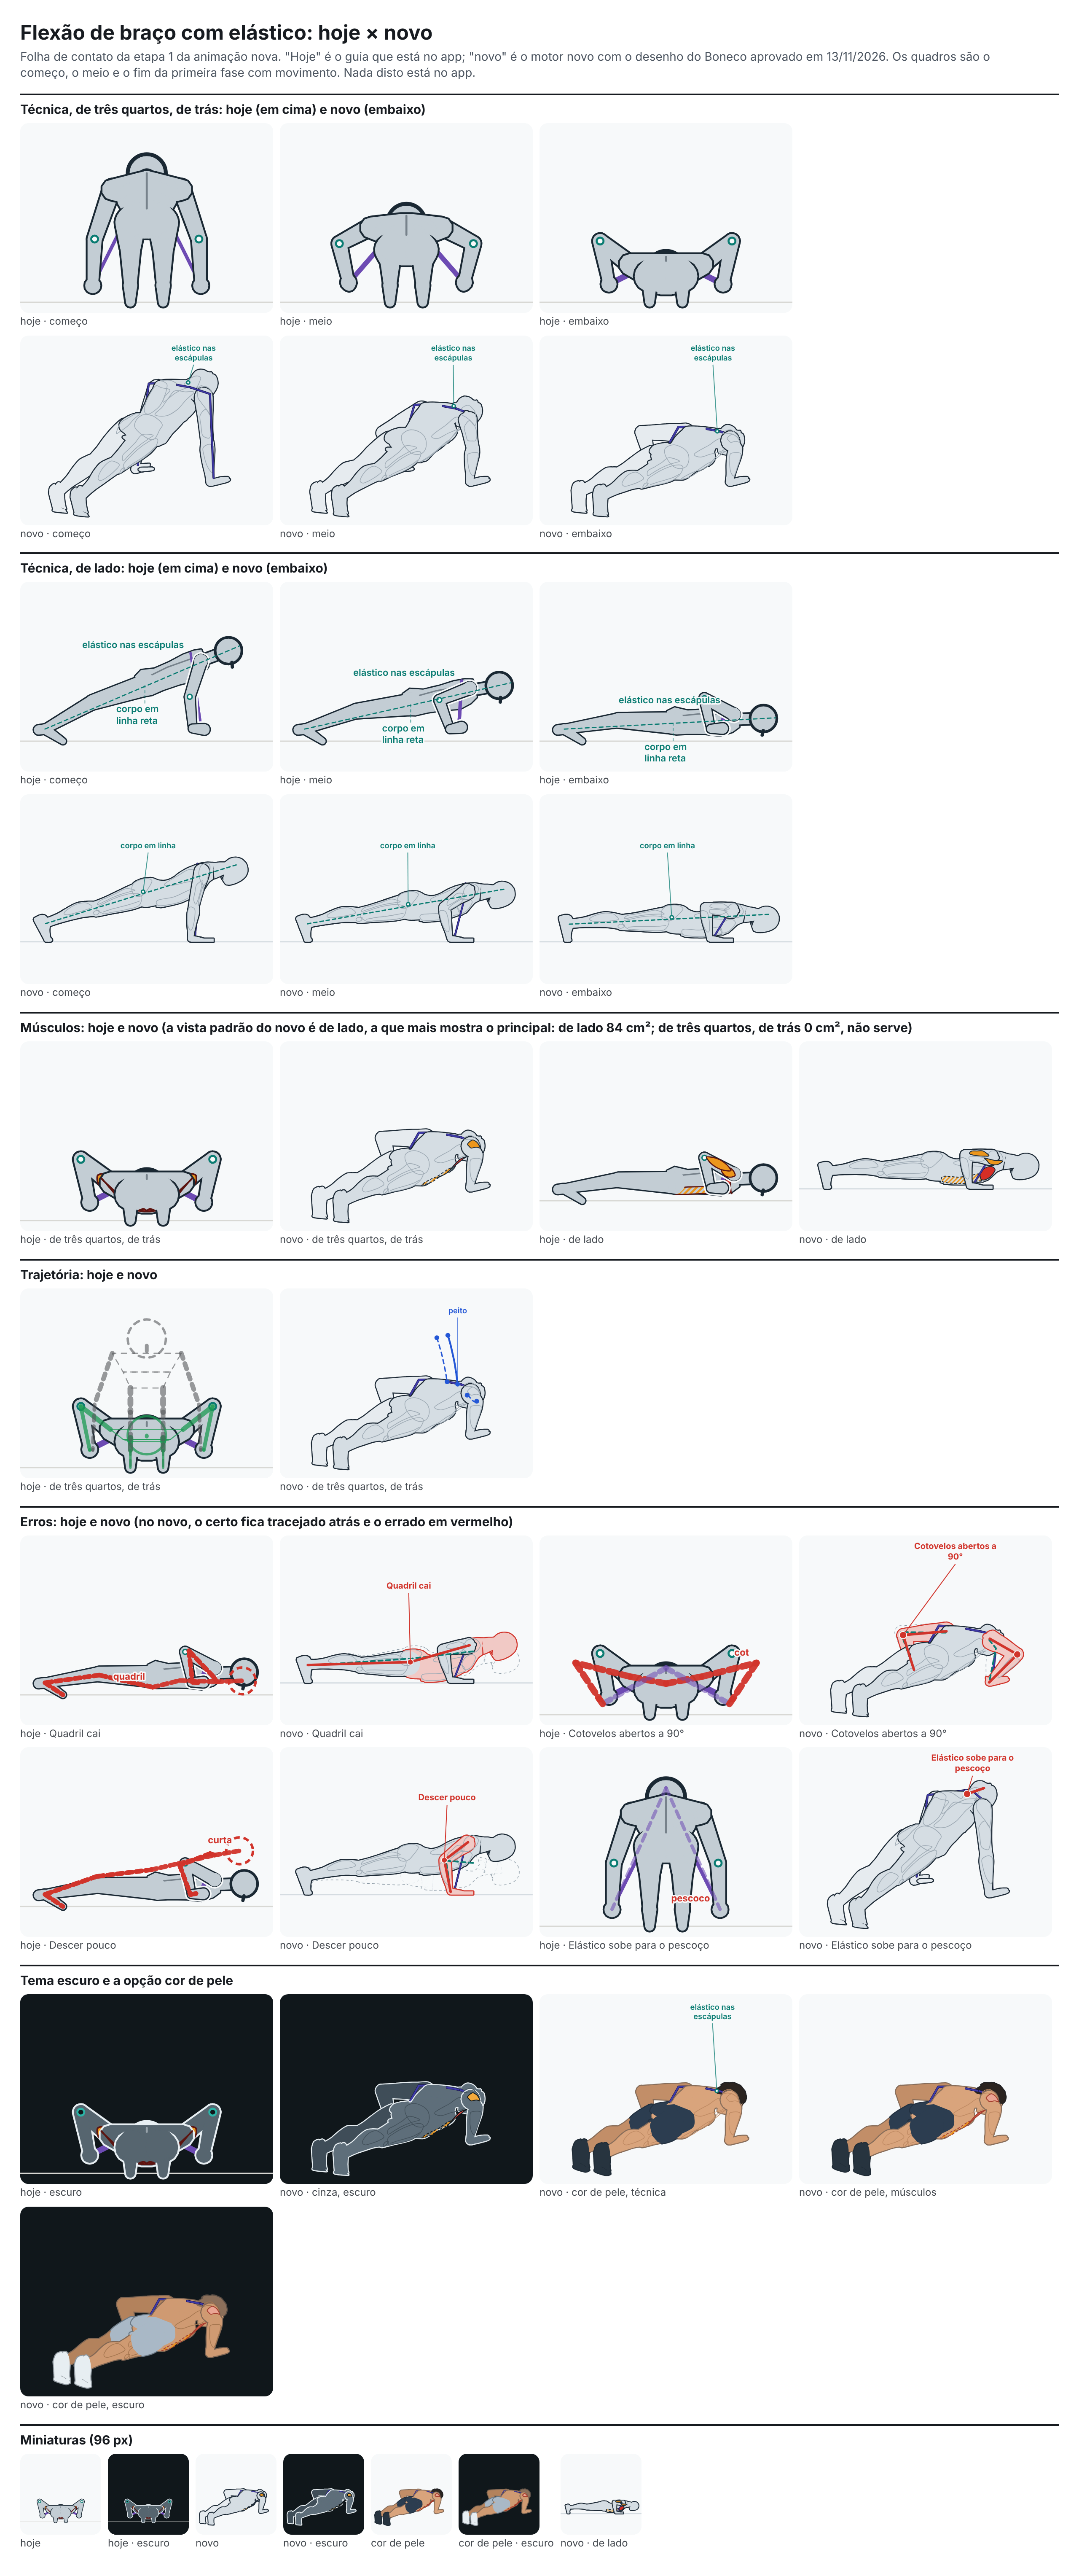 Flexão de braço com elástico: hoje × novo
Folha de contato da etapa 1 da animação nova. "Hoje" é o guia que está no app; "novo" é o motor novo com o desenho do Boneco aprovado em 13/11/2026. Os quadros são o
começo, o meio e o fim da primeira fase com movimento. Nada disto está no app.
Técnica, de três quartos, de trás: hoje (em cima) e novo (embaixo)
hoje · começo
hoje · meio
hoje · embaixo
elástico nas
escápulas
elástico nas
escápulas
elástico nas
escápulas
novo · começo
novo · meio
novo · embaixo
Técnica, de lado: hoje (em cima) e novo (embaixo)
elástico nas escápulas
corpo em
linha reta
elástico nas escápulas
corpo em
linha reta
elástico nas escápulas
corpo em
linha reta
hoje · começo
hoje · meio
hoje · embaixo
corpo em linha
corpo em linha
corpo em linha
novo · começo
novo · meio
novo · embaixo
Músculos: hoje e novo (a vista padrão do novo é de lado, a que mais mostra o principal: de lado 84 cm²; de três quartos, de trás 0 cm², não serve)
hoje · de três quartos, de trás
novo · de três quartos, de trás
hoje · de lado
novo · de lado
Trajetória: hoje e novo
peito
hoje · de três quartos, de trás
novo · de três quartos, de trás
Erros: hoje e novo (no novo, o certo fica tracejado atrás e o errado em vermelho)
quadril
Quadril cai
cot
Cotovelos abertos a
90°
hoje · Quadril cai
novo · Quadril cai
hoje · Cotovelos abertos a 90°
novo · Cotovelos abertos a 90°
curta
Descer pouco
pescoco
Elástico sobe para o
pescoço
hoje · Descer pouco
novo · Descer pouco
hoje · Elástico sobe para o pescoço
novo · Elástico sobe para o pescoço
Tema escuro e a opção cor de pele
elástico nas
escápulas
hoje · escuro
novo · cinza, escuro
novo · cor de pele, técnica
novo · cor de pele, músculos
novo · cor de pele, escuro
Miniaturas (96 px)
hoje
hoje · escuro
novo
novo · escuro
cor de pele
cor de pele · escuro
novo · de lado